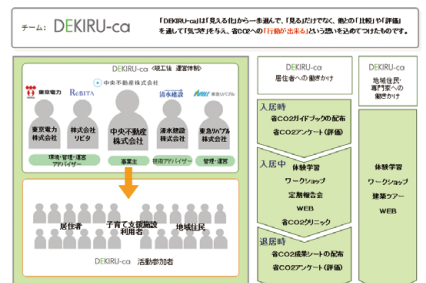 チーム： DEKIRU-ca
「DEKIRU-ca」は「見える化」から一歩進んで、「見る」だけでなく、他との「比較」や「評価」
を通して「気づき」を与え、省CO2への「行動が出来る」という想いを込めてつけたものです。
DEKIRU-ca （竣工後 運営体制）
中央不動産株式会社
東京電力
ReBITA
清水建設
東急リバブル
東京電力
株式会社
株式会社
リビタ
中央不動産
株式会社
清水建設
株式会社
東急リバブル
株式会社
環境・管理・運営
アドバイザー
事業主
技術アドバイザー
管理・運営
居住者
子育て支援施設
利用者
地域住民
DEKIRU-ca 活動参加者
DEKIRU-ca
居住者への働きかけ
入居時
省CO2ガイドブックの配布
省CO2アンケート（評価）
入居中
体験学習
ワークショップ
定期報告会
WEB
省CO2クリニック
退居時
省CO2成果シートの配布
省CO2アンケート（評価）
DEKIRU-ca
地域住民・
専門家への
働きかけ
体験学習
ワークショップ
建築ツアー
WEB